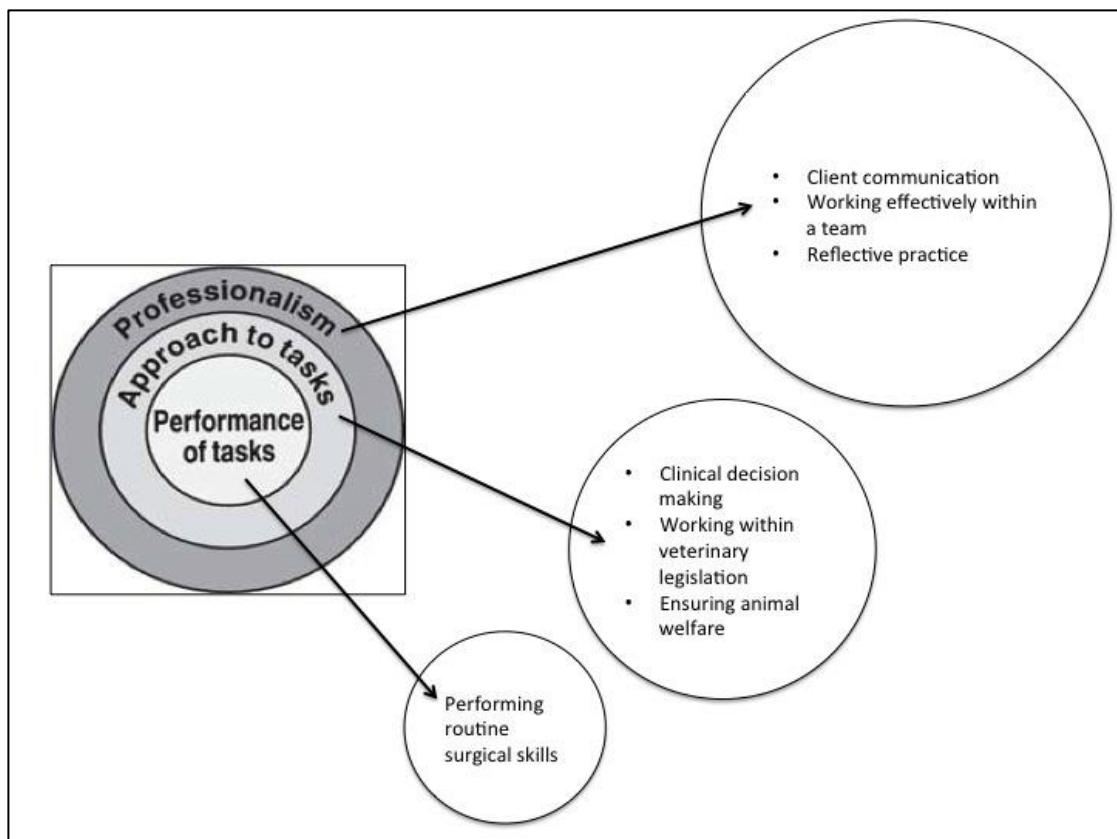 Professionalism
Approach to tasks
Performance
of tasks
• Client communication
• Working effectively within
a team
• Reflective practice
• Clinical decision
making
• Working within
veterinary
legislation
• Ensuring animal
welfare
Performing
routine
surgical skills